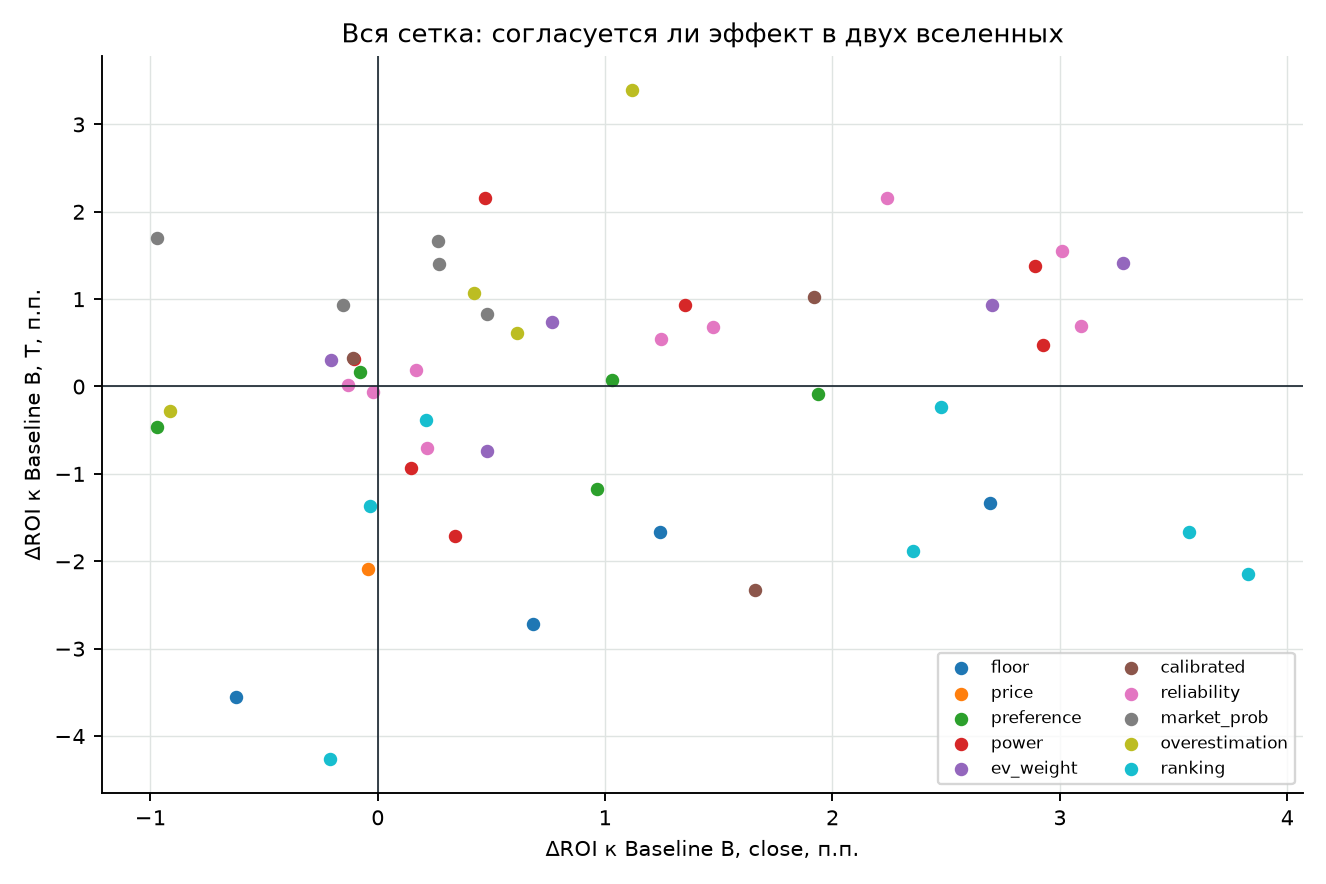 Вся сетка: согласуется ли эффект в двух вселенных
ΔROI к Baseline B, T, п.п.
3
2
1
0
−1
−2
−3
−4
floor
price
preference
power
ev_weight
calibrated
reliability
market_prob
overestimation
ranking
−1
0
1
2
3
4
ΔROI к Baseline B, close, п.п.